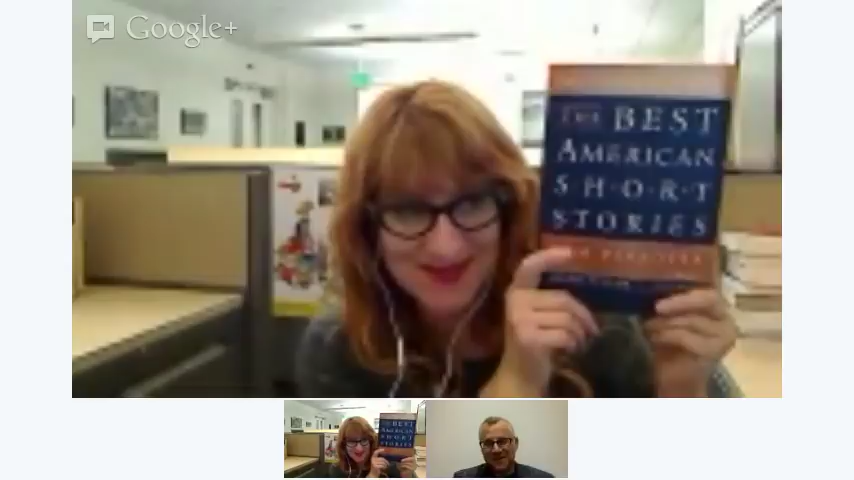 Google+
THE BEST
AMERICAN
S·H·O·R·T
STORIES